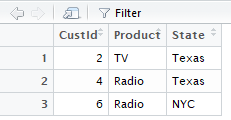 Filter
CustId Product State
1 2 TV Texas
2 4 Radio Texas
3 6 Radio NYC